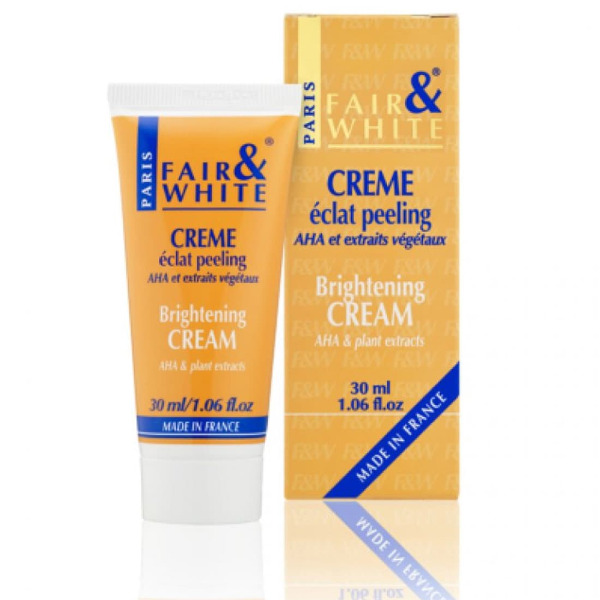 PARIS
FAIR &
WHITE
®
CREME
éclat peeling
AHA et extraits végétaux
Brightening
CREAM
AHA & plant extracts
30 ml/1.06 fl.oz
MADE IN FRANCE
PARIS
FAIR &
WHITE
®
CREME
éclat peeling
AHA et extraits végétaux
Brightening
CREAM
AHA & plant extracts
30 ml
1.06 fl.oz
MADE IN FRANCE
F&W
F&W
F&W